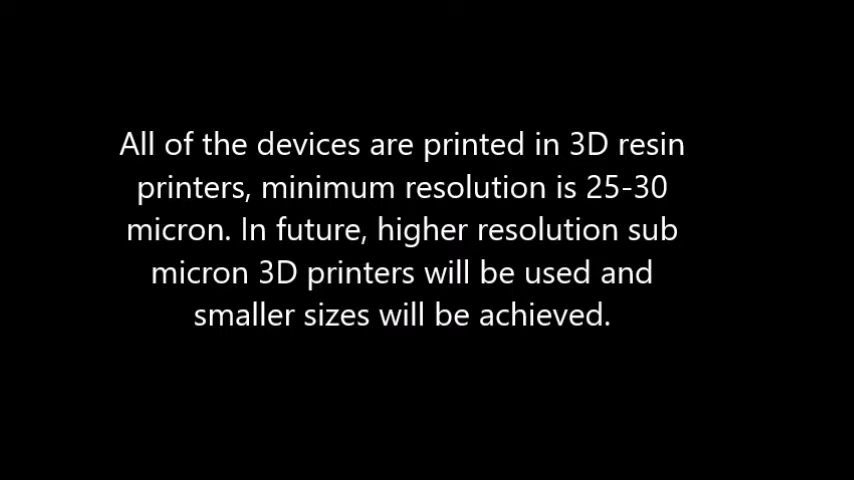 All of the devices are printed in 3D resin
printers, minimum resolution is 25-30
micron. In future, higher resolution sub
micron 3D printers will be used and
smaller sizes will be achieved.